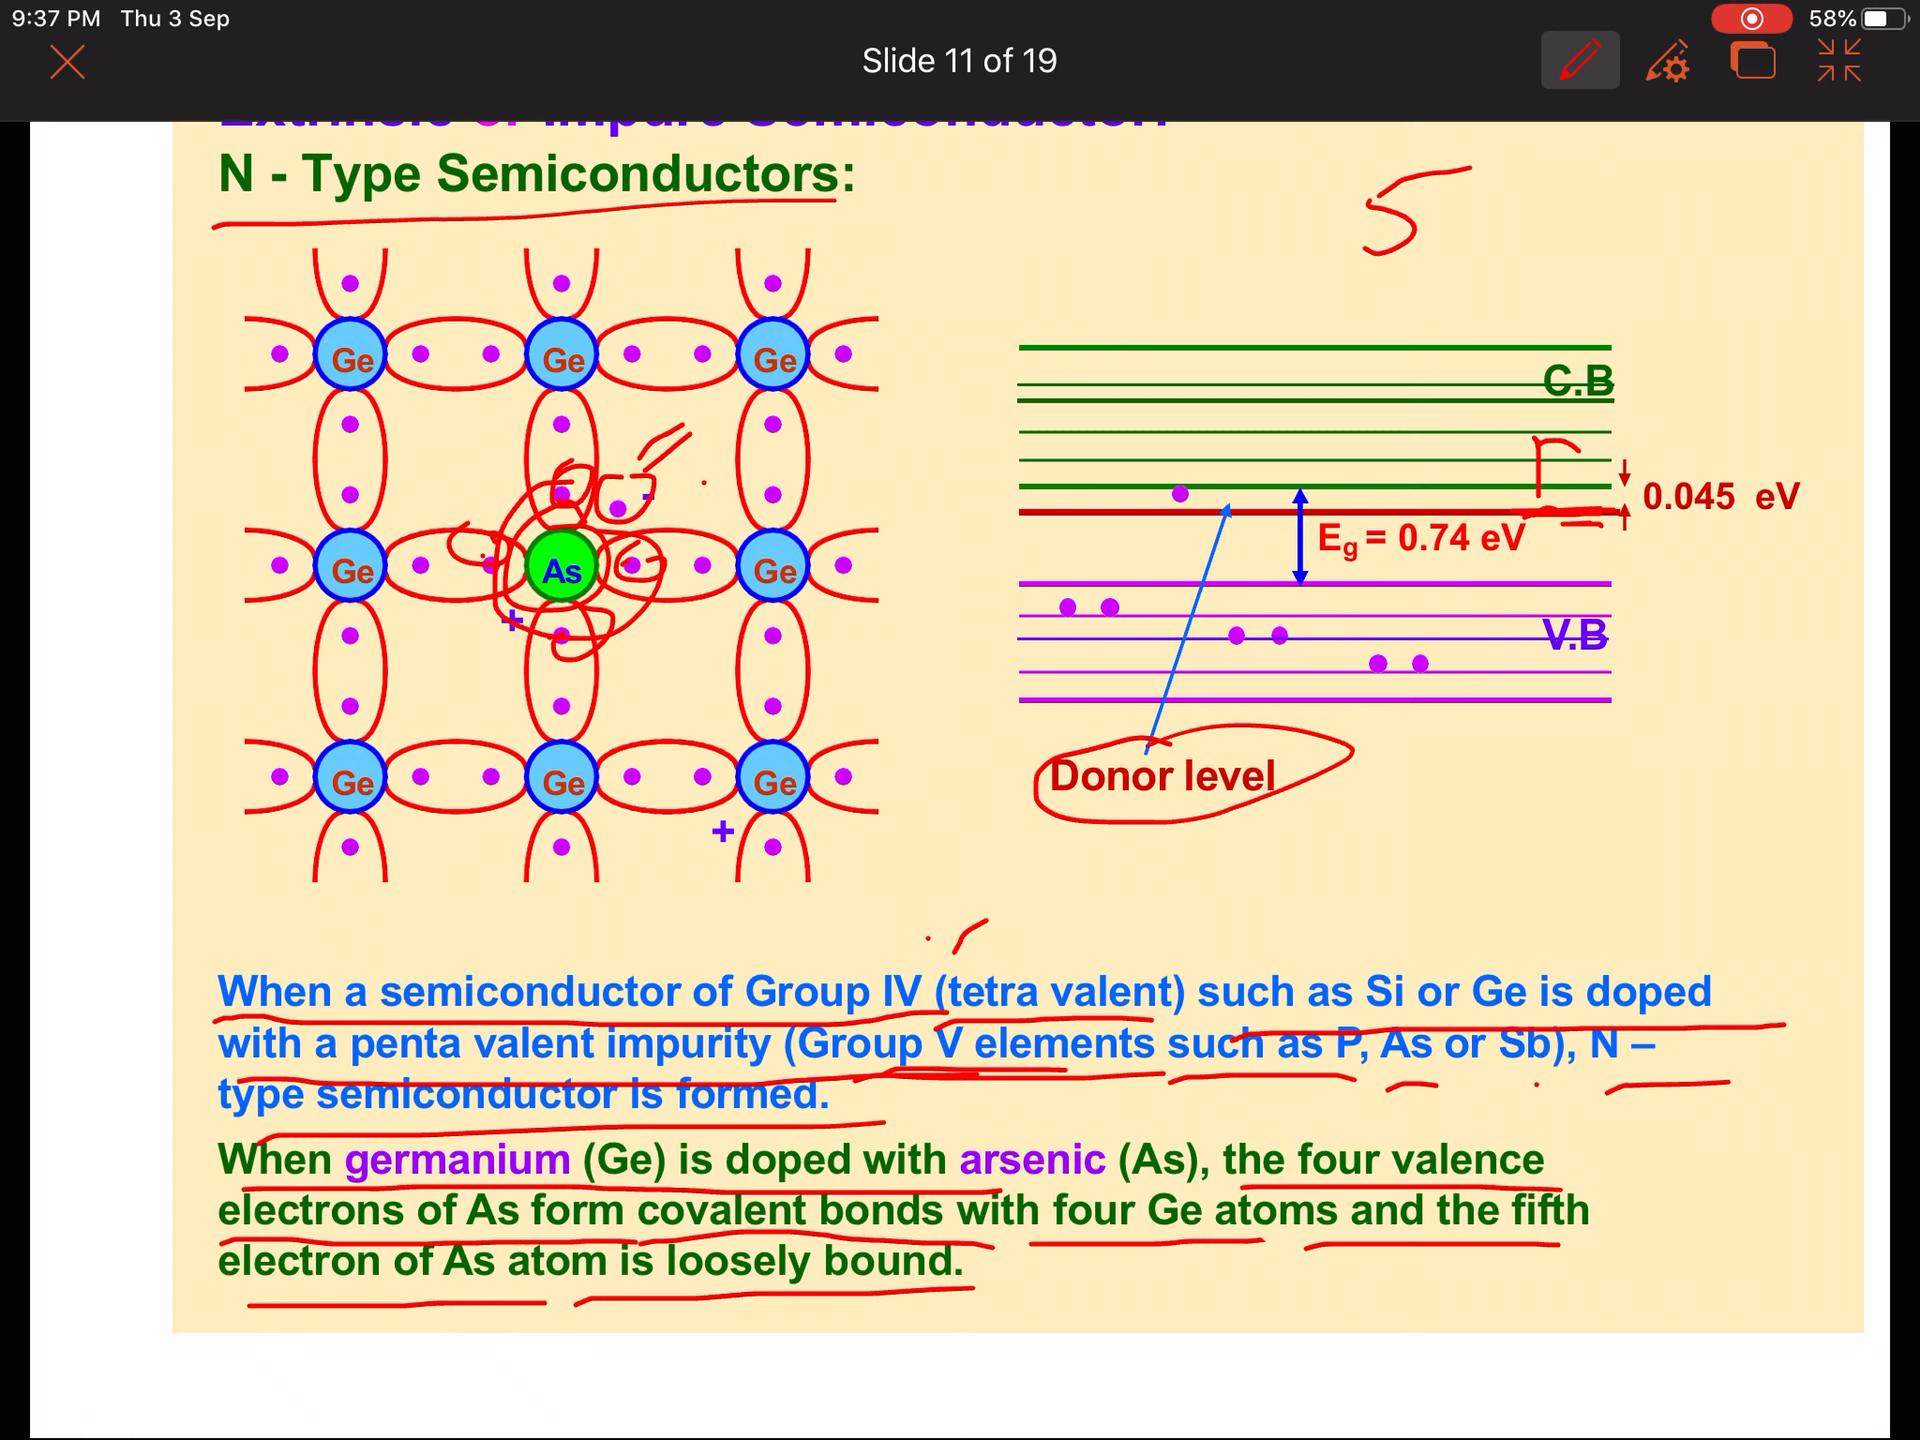 9:37 PM Thu 3 Sep
58%
Slide 11 of 19
Extrinsic or Impure Semiconductor:
N - Type Semiconductors:
5
Ge Ge Ge
C.B
0.045 eV
Eg = 0.74 eV
-
Ge As Ge
+
V.B
Donor level
Ge Ge Ge
+
When a semiconductor of Group IV (tetra valent) such as Si or Ge is doped
with a penta valent impurity (Group V elements such as P, As or Sb), N –
type semiconductor is formed.
When germanium (Ge) is doped with arsenic (As), the four valence
electrons of As form covalent bonds with four Ge atoms and the fifth
electron of As atom is loosely bound.